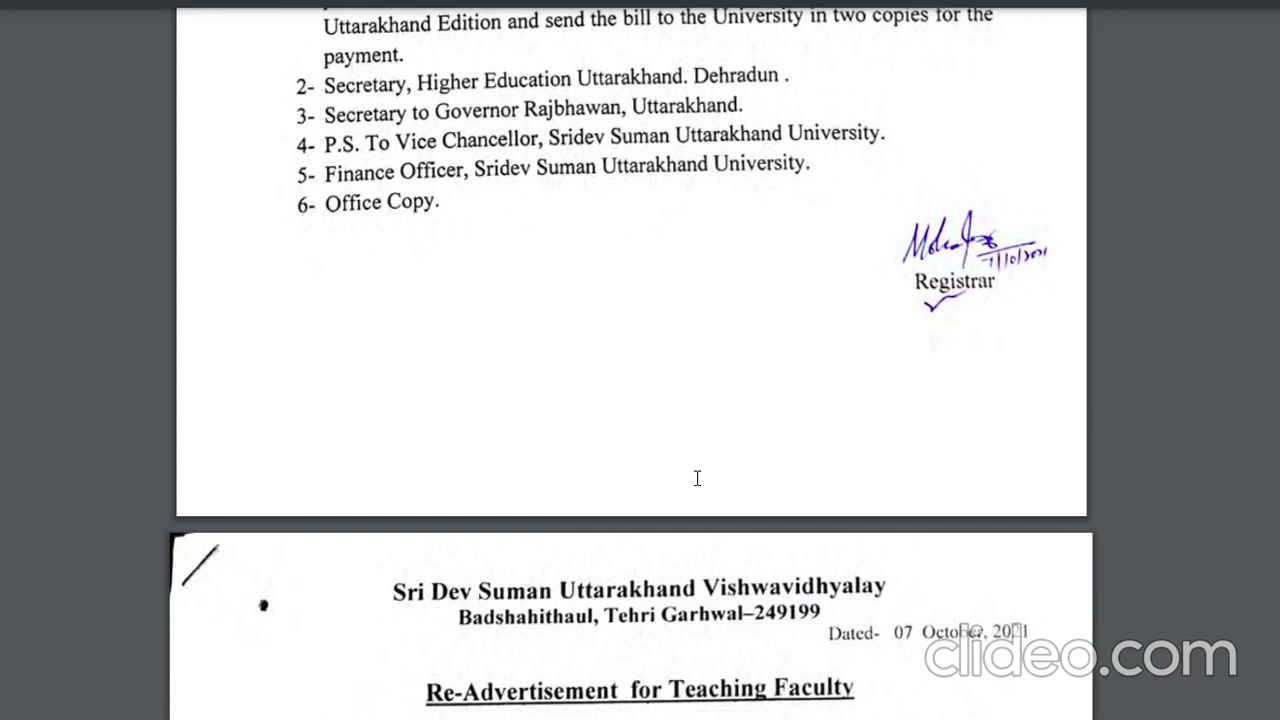 Uttarakhand Edition and send the bill to the University in two copies for the
payment.
2- Secretary, Higher Education Uttarakhand. Dehradun .
3- Secretary to Governor Rajbhawan, Uttarakhand.
4- P.S. To Vice Chancellor, Sridev Suman Uttarakhand University.
5- Finance Officer, Sridev Suman Uttarakhand University.
6- Office Copy.
Registrar
Sri Dev Suman Uttarakhand Vishwavidhyalay
Badshahithaul, Tehri Garhwal–249199
Dated- 07 October, 2021
clideo.com
Re-Advertisement for Teaching Faculty